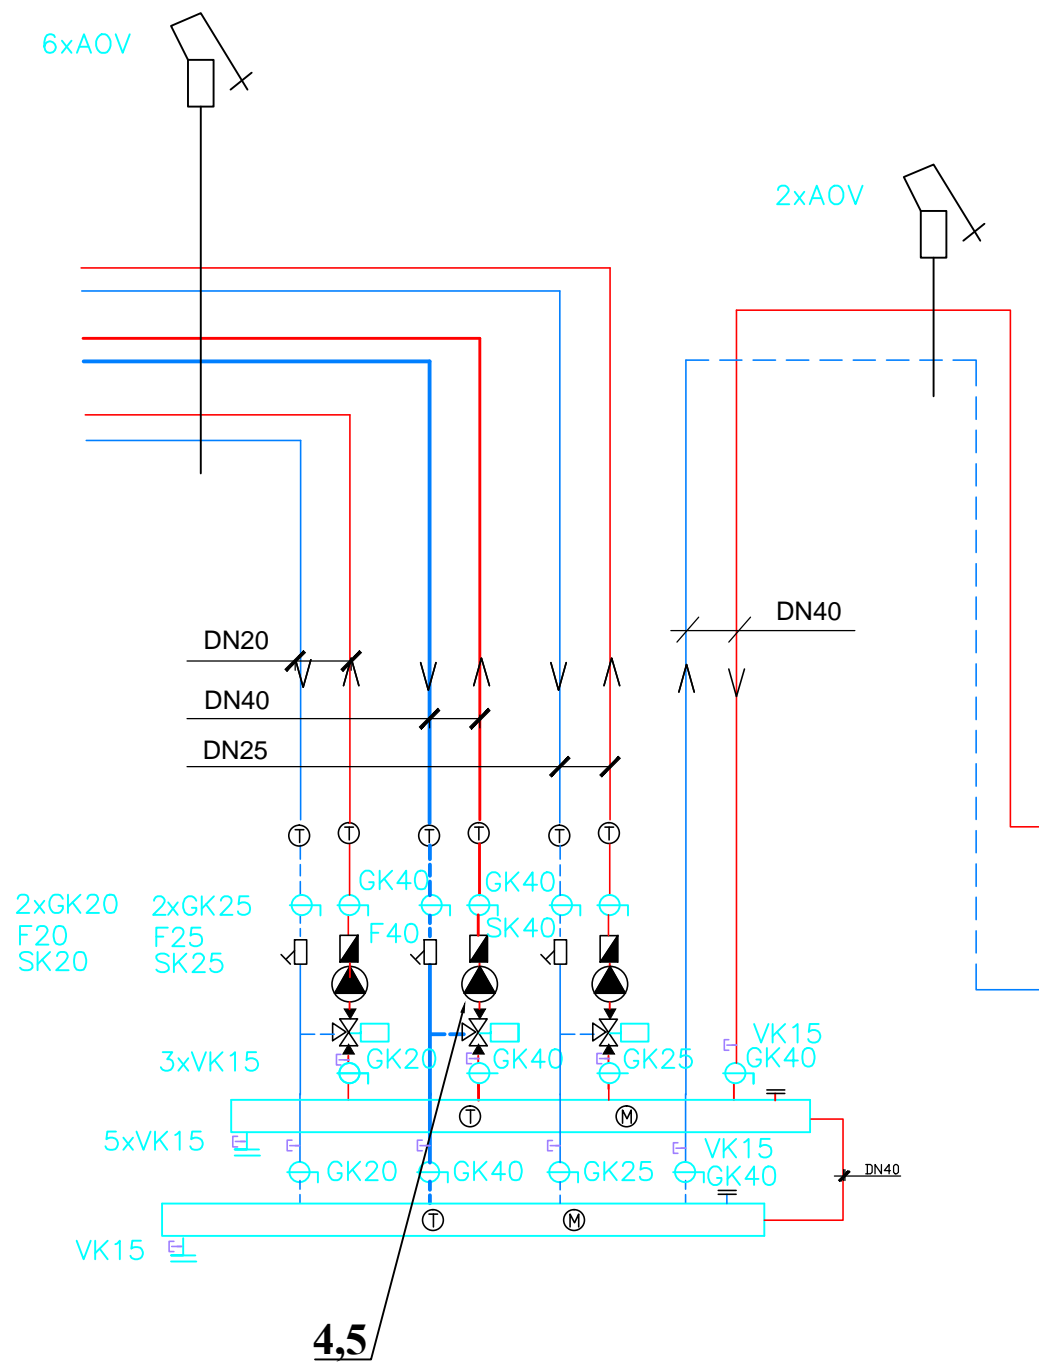 6xAOV
2xAOV
DN20
DN40
DN40
DN25
T T T T T T
GK40 GK40
2xGK20 2xGK25
F20 F25 F40 SK40
SK20 SK25
VK15
3xVK15 GK20 GK40 GK25 GK40
T M
5xVK15 VK15
GK20 GK40 GK25 GK40 DN40
T M
VK15
4,5